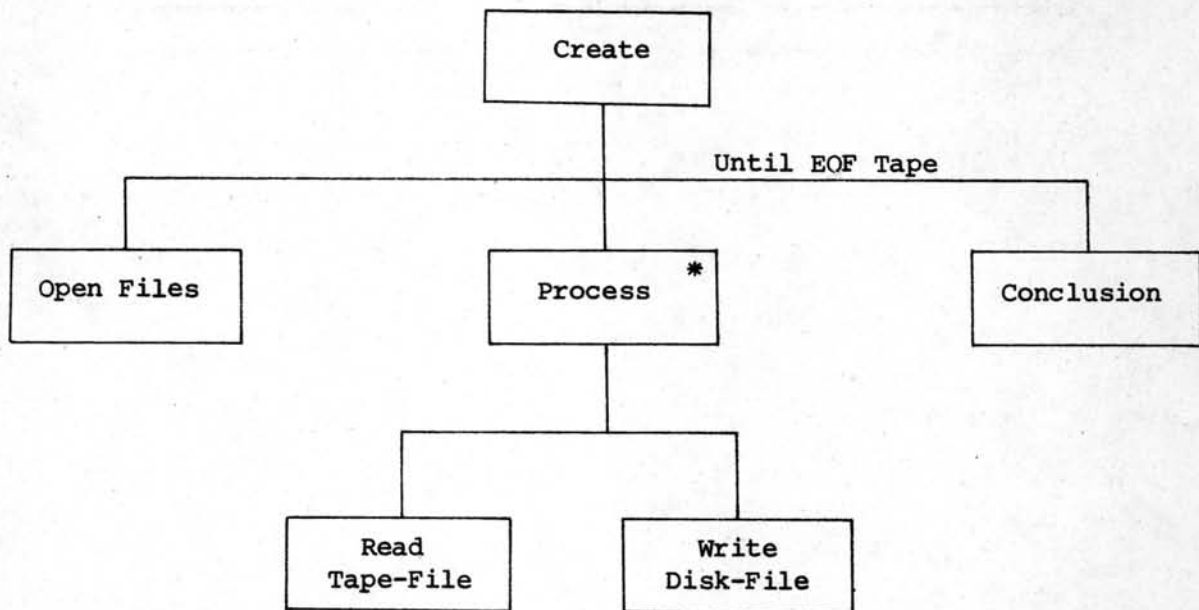 Create
Until EOF Tape
Open Files
Process *
Conclusion
Read
Tape-File
Write
Disk-File